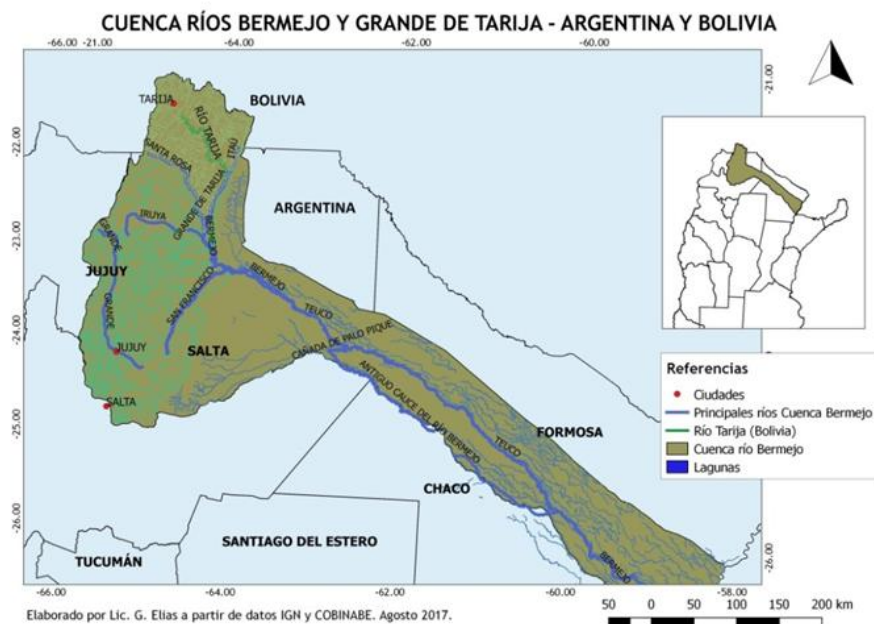 CUENCA RÍOS BERMEJO Y GRANDE DE TARIJA - ARGENTINA Y BOLIVIA
-66.00 -21.00
-64.00
-62.00
-60.00
-21.00
TARIJA
BOLIVIA
RÍO TARIJA
-22.00
SANTA ROSA
ITAÚ
-22.00
GRANDE DE TARIJA
ARGENTINA
IRUYA
BERMEJO
-23.00
GRANDE
JUJUY
SAN FRANCISCO
BERMEJO
GRANDE
TEUCO
-24.00
CAÑADA DE PALO PIQUE
JUJUY
SALTA
ANTIGUO CAUCE DEL RÍO BERMEJO
SALTA
-25.00
TEUCO
FORMOSA
CHACO
-26.00
SANTIAGO DEL ESTERO
TUCUMÁN
BERMEJO
-26.00
-66.00
-64.00
-62.00
-60.00
-58.00
Referencias
Ciudades
Principales ríos Cuenca Bermejo
Río Tarija (Bolivia)
Cuenca río Bermejo
Lagunas
Elaborado por Lic. G. Elias a partir de datos IGN y COBINABE. Agosto 2017.
50 0 50 100 150 200 km